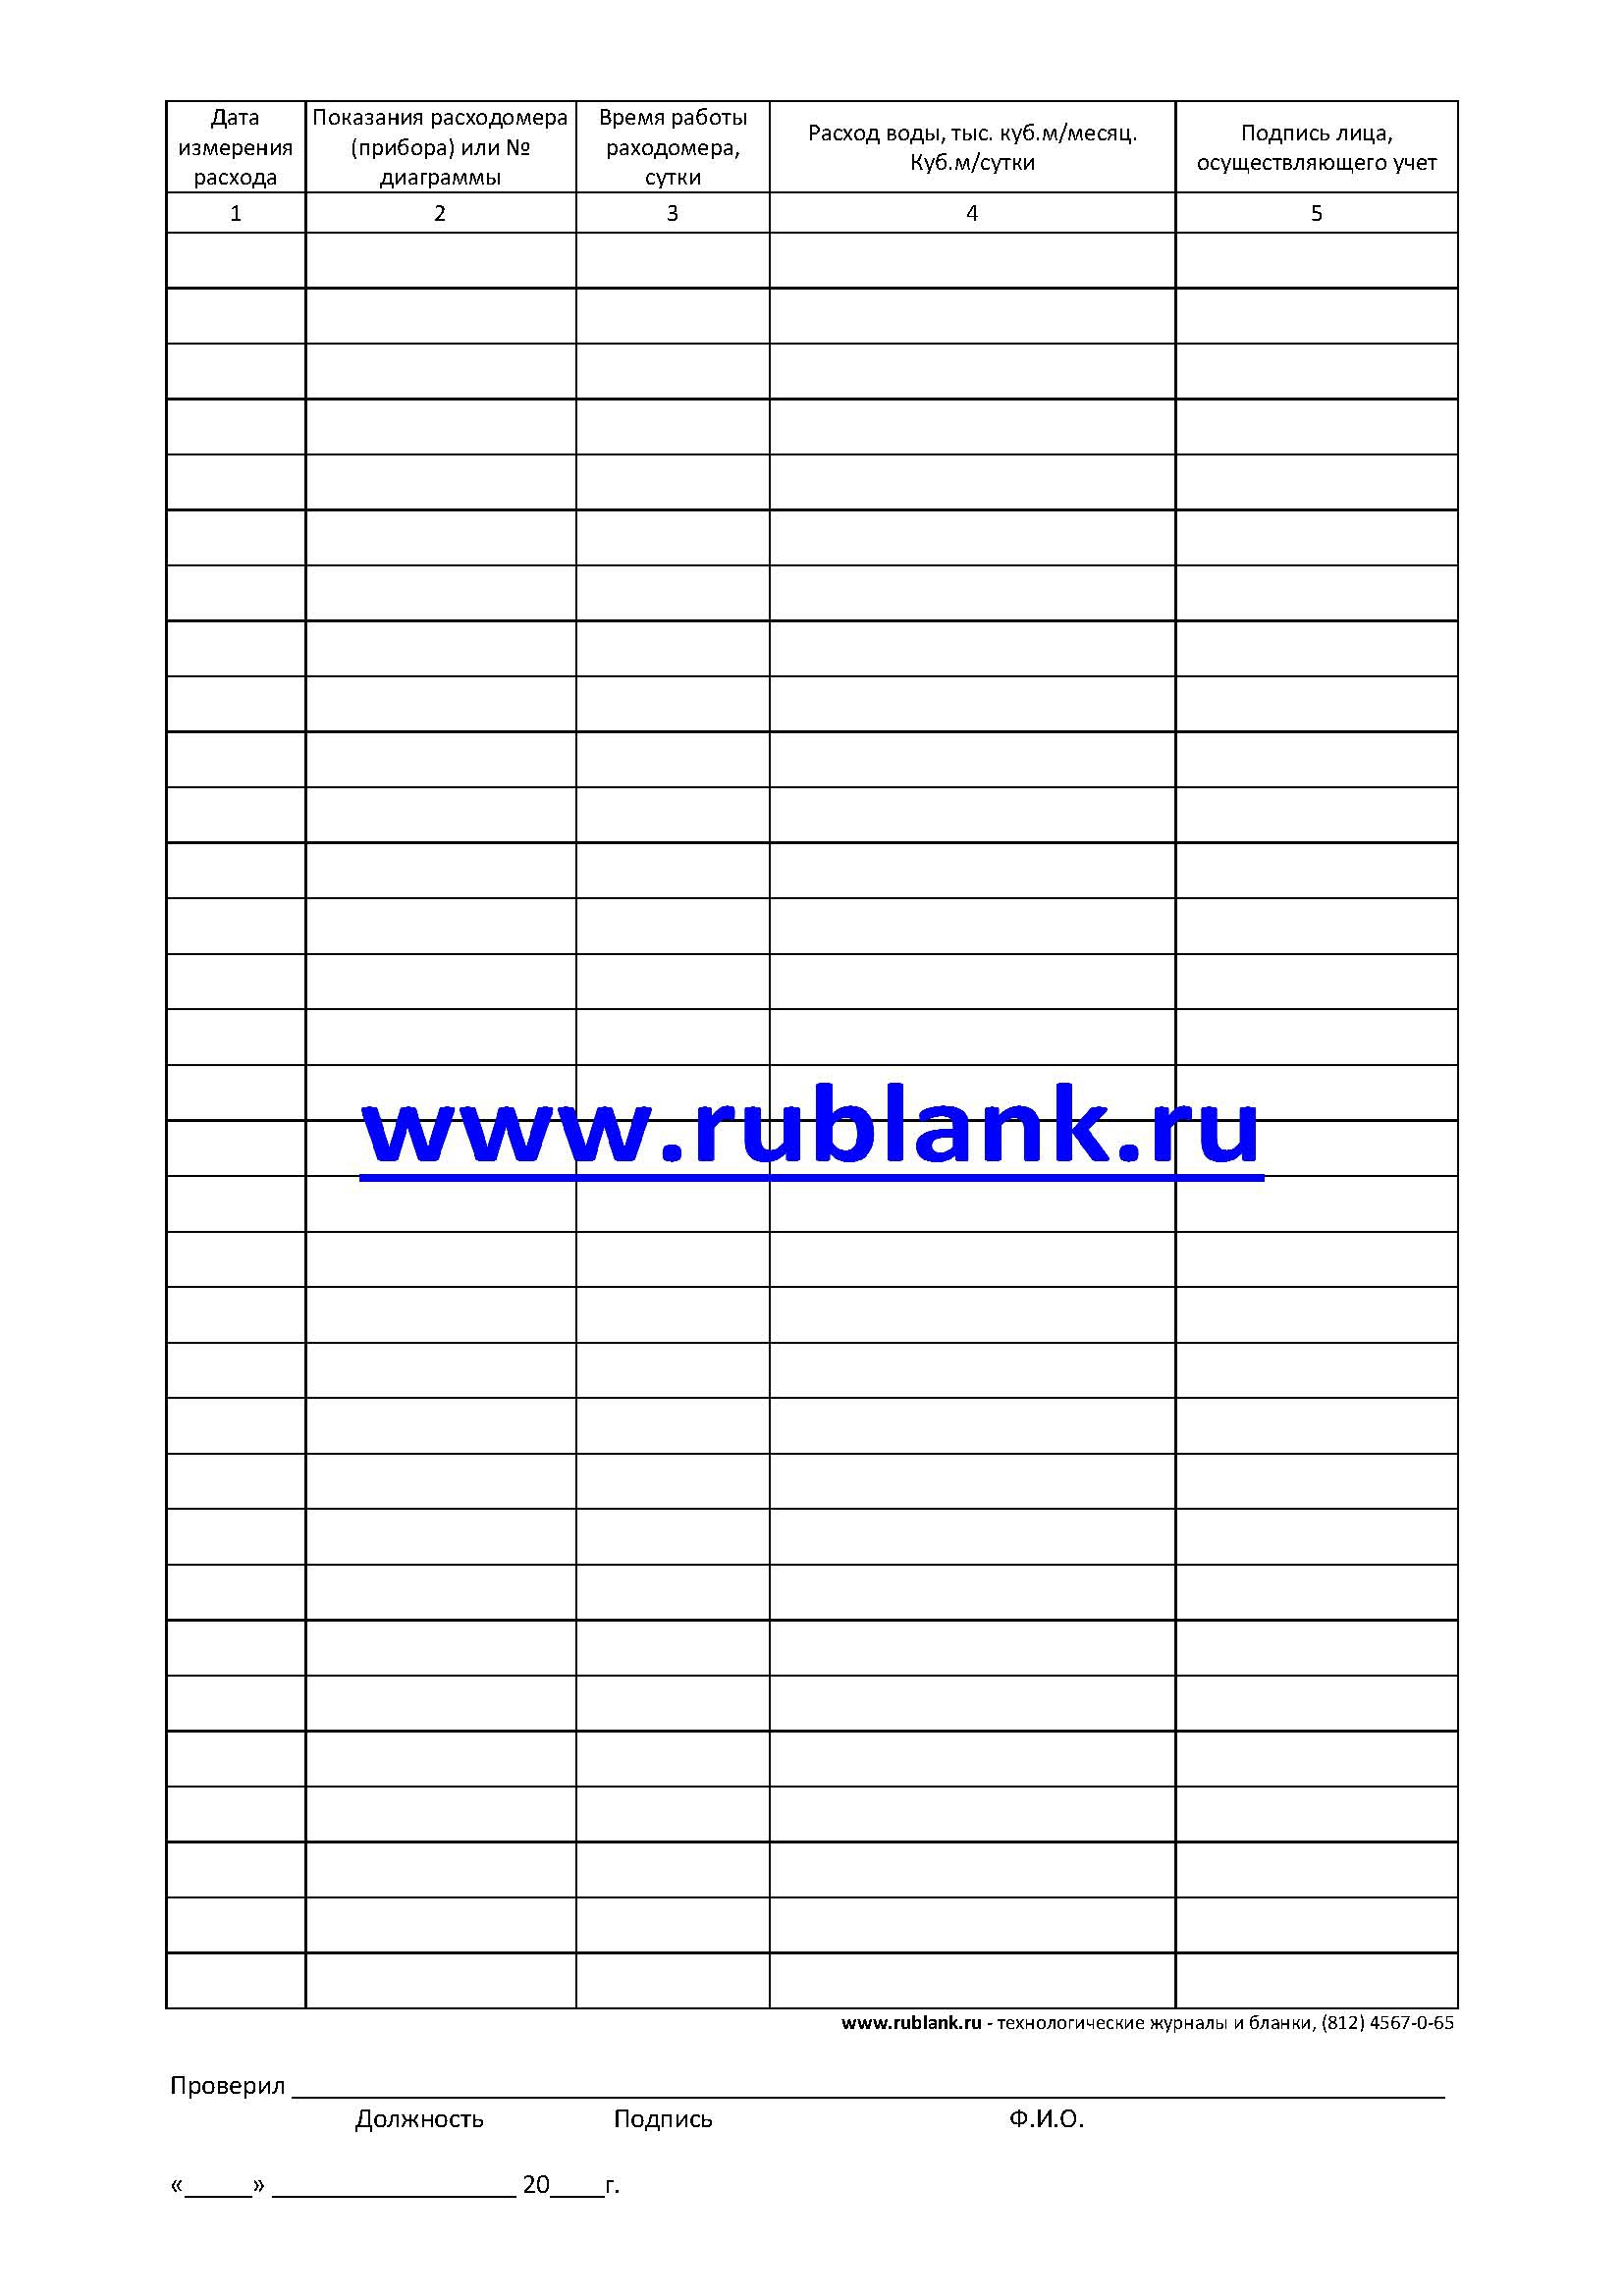 Дата
измерения
расхода
Показания расходомера
(прибора) или №
диаграммы
Время работы
раходомера,
сутки
Расход воды, тыс. куб.м/месяц.
Куб.м/сутки
Подпись лица,
осуществляющего учет
1 2 3 4 5
www.rublank.ru
www.rublank.ru - технологические журналы и бланки, (812) 4567-0-65
Проверил ____________________
Должность Подпись Ф.И.О.
«_____» __________________ 20____г.